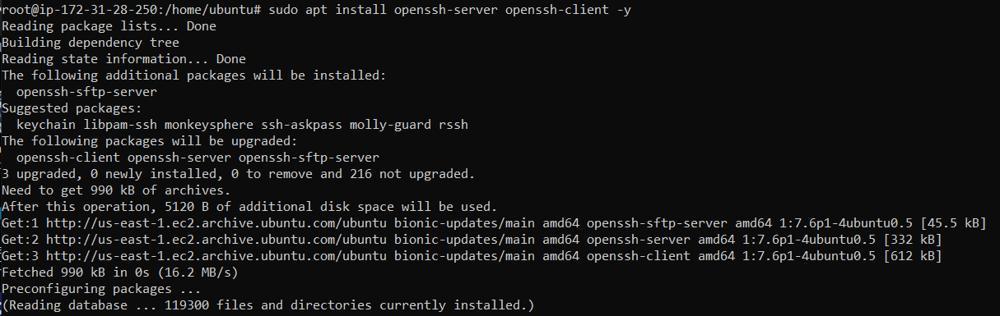 root@ip-172-31-28-250:/home/ubuntu# sudo apt install openssh-server openssh-client -y
Reading package lists... Done
Building dependency tree
Reading state information... Done
The following additional packages will be installed:
  openssh-sftp-server
Suggested packages:
  keychain libpam-ssh monkeysphere ssh-askpass molly-guard rssh
The following packages will be upgraded:
  openssh-client openssh-server openssh-sftp-server
3 upgraded, 0 newly installed, 0 to remove and 216 not upgraded.
Need to get 990 kB of archives.
After this operation, 5120 B of additional disk space will be used.
Get:1 http://us-east-1.ec2.archive.ubuntu.com/ubuntu bionic-updates/main amd64 openssh-sftp-server amd64 1:7.6p1-4ubuntu0.5 [45.5 kB]
Get:2 http://us-east-1.ec2.archive.ubuntu.com/ubuntu bionic-updates/main amd64 openssh-server amd64 1:7.6p1-4ubuntu0.5 [332 kB]
Get:3 http://us-east-1.ec2.archive.ubuntu.com/ubuntu bionic-updates/main amd64 openssh-client amd64 1:7.6p1-4ubuntu0.5 [612 kB]
Fetched 990 kB in 0s (16.2 MB/s)
Preconfiguring packages ...
(Reading database ... 119300 files and directories currently installed.)